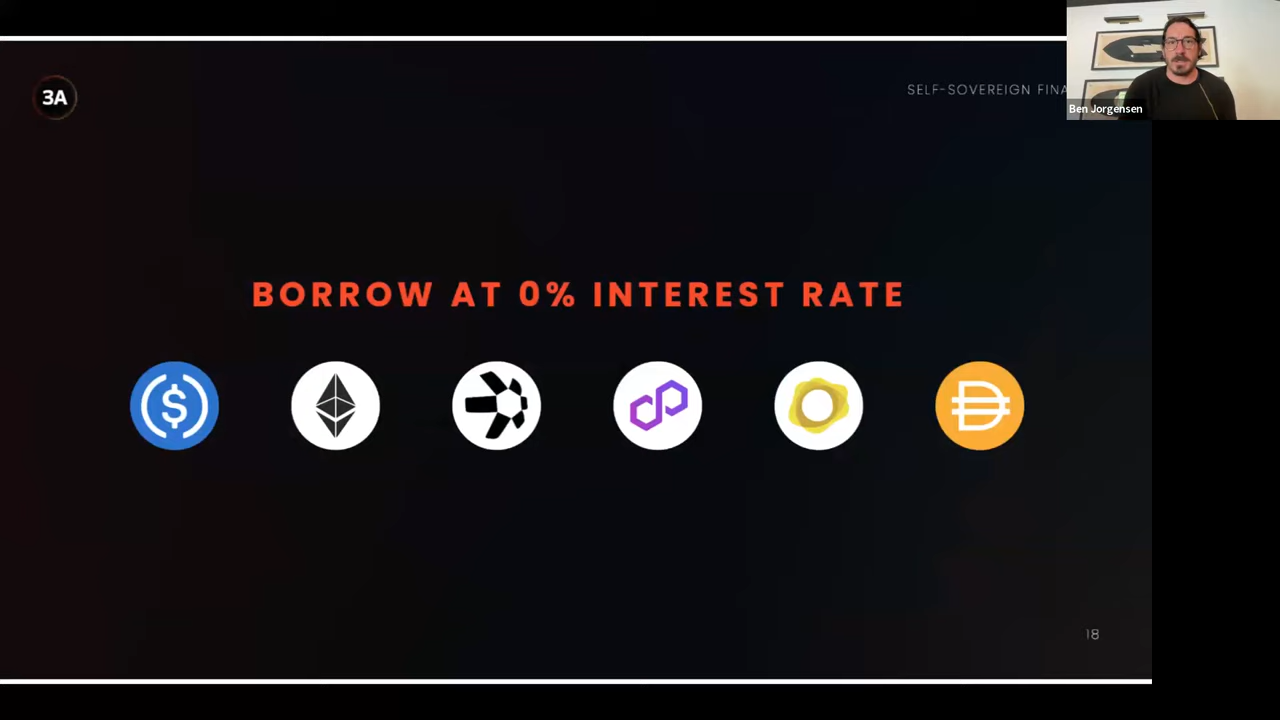 3A
SELF-SOVEREIGN FINA
Ben Jorgensen
BORROW AT 0% INTEREST RATE
18